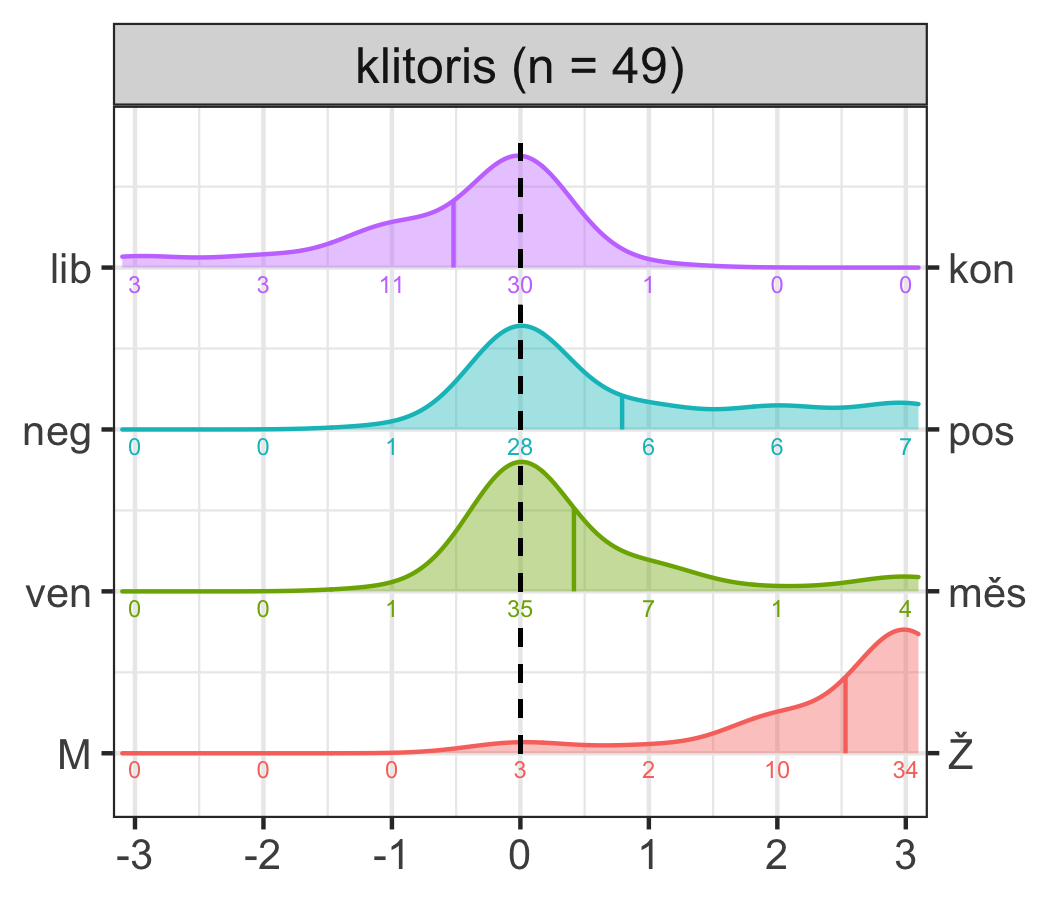 klitoris (n = 49)
lib kon
3 3 11 30 1 0 0
neg pos
0 0 1 28 6 6 7
ven měs
0 0 1 35 7 1 4
M Ž
0 0 0 3 2 10 34
-3 -2 -1 0 1 2 3